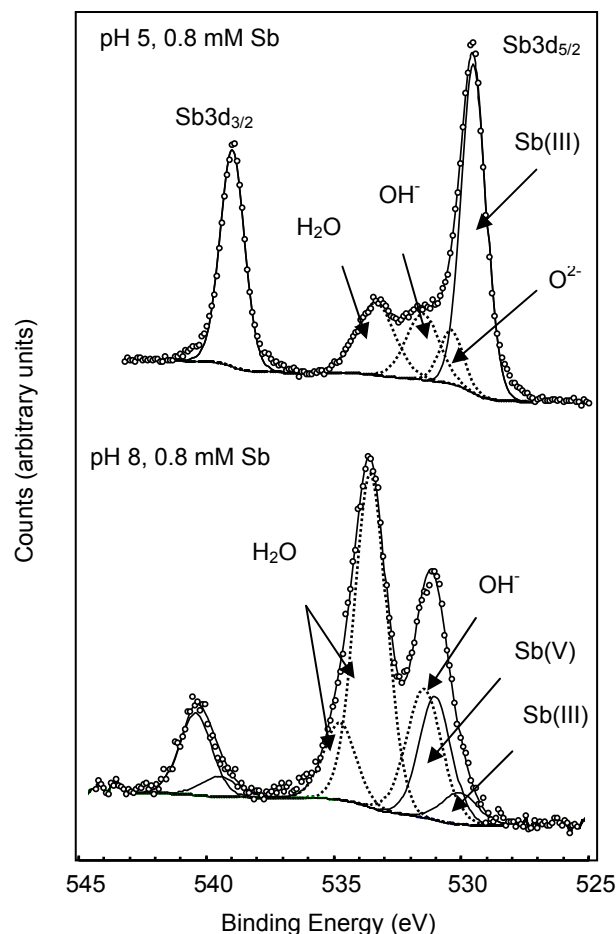 pH 5, 0.8 mM Sb
Sb3d5/2
Sb3d3/2
Sb(III)
OH-
H2O
O2-
pH 8, 0.8 mM Sb
H2O
OH-
Sb(V)
Sb(III)
Counts (arbitrary units)
545 540 535 530 525
Binding Energy (eV)